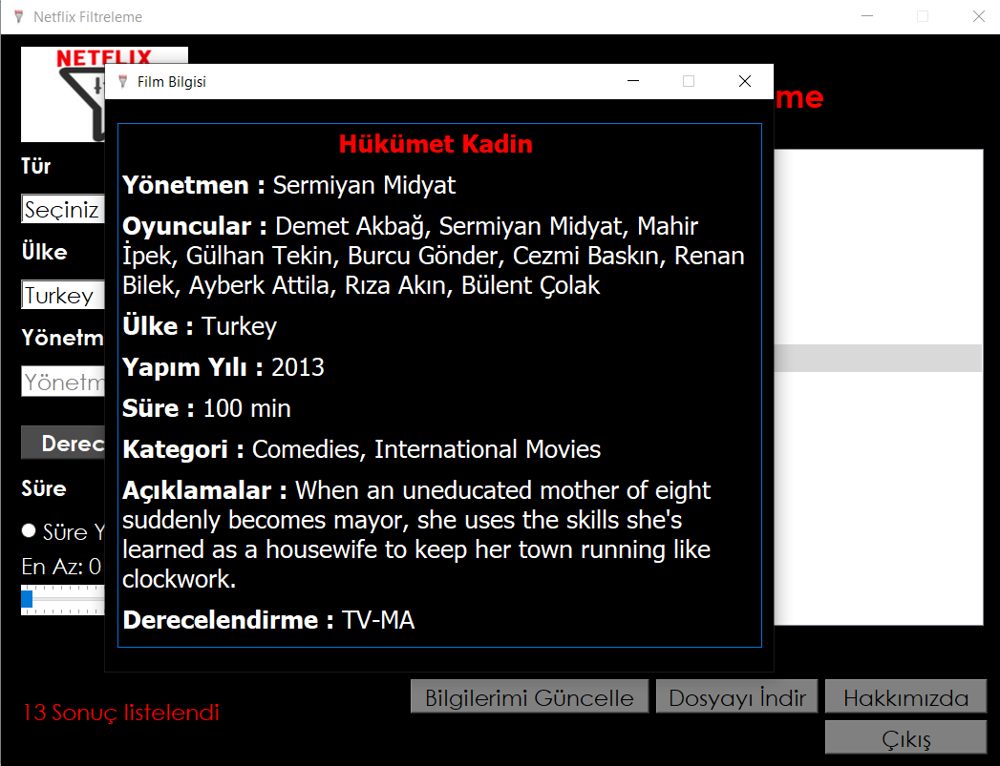 Netflix Filtreleme
NETFLIX
Film Bilgisi
me
Hükümet Kadin
Yönetmen : Sermiyan Midyat
Oyuncular : Demet Akbağ, Sermiyan Midyat, Mahir
İpek, Gülhan Tekin, Burcu Gönder, Cezmi Baskın, Renan
Bilek, Ayberk Attila, Rıza Akın, Bülent Çolak
Ülke : Turkey
Yapım Yılı : 2013
Süre : 100 min
Kategori : Comedies, International Movies
Açıklamalar : When an uneducated mother of eight
suddenly becomes mayor, she uses the skills she's
learned as a housewife to keep her town running like
clockwork.
Derecelendirme : TV-MA
Tür
Seçiniz
Ülke
Turkey
Yönetm
Yönetm
Derec
Süre
Süre Y
En Az: 0
13 Sonuç listelendi
Bilgilerimi Güncelle
Dosyayı İndir
Hakkımızda
Çıkış